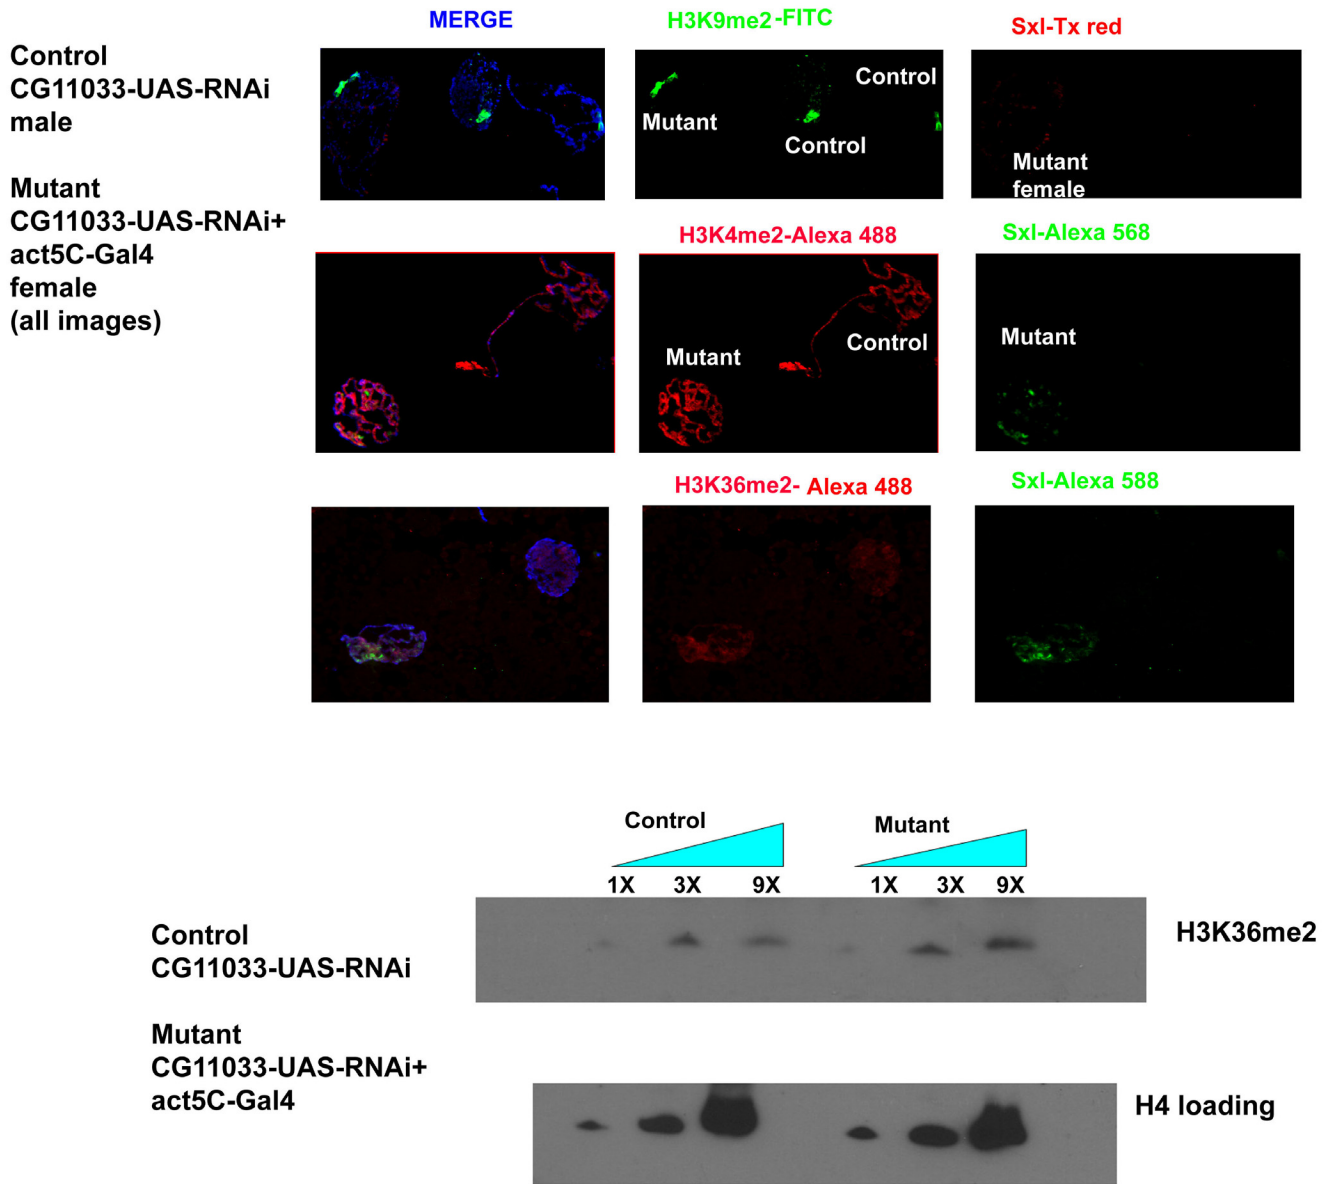 MERGE
H3K9me2-FITC
Sxl-Tx red
Control
CG11033-UAS-RNAi
male
Mutant
CG11033-UAS-RNAi+
act5C-Gal4
female
(all images)
Mutant
Control
Control
Mutant
female
H3K4me2-Alexa 488
Sxl-Alexa 568
Mutant
Control
Mutant
H3K36me2- Alexa 488
Sxl-Alexa 588
Control
Mutant
1X 3X 9X
1X 3X 9X
Control
CG11033-UAS-RNAi
Mutant
CG11033-UAS-RNAi+
act5C-Gal4
H3K36me2
H4 loading